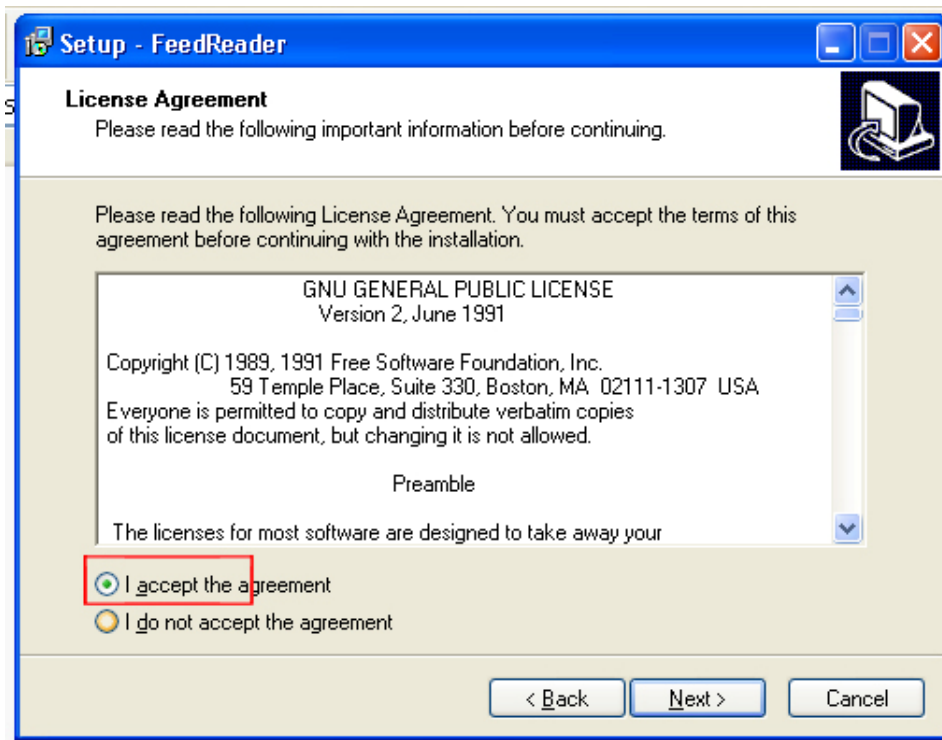 Setup - FeedReader
License Agreement
Please read the following important information before continuing.
Please read the following License Agreement. You must accept the terms of this
agreement before continuing with the installation.
GNU GENERAL PUBLIC LICENSE
Version 2, June 1991
Copyright (C) 1989, 1991 Free Software Foundation, Inc.
59 Temple Place, Suite 330, Boston, MA 02111-1307 USA
Everyone is permitted to copy and distribute verbatim copies
of this license document, but changing it is not allowed.
Preamble
The licenses for most software are designed to take away your
I accept the agreement
I do not accept the agreement
< Back Next > Cancel